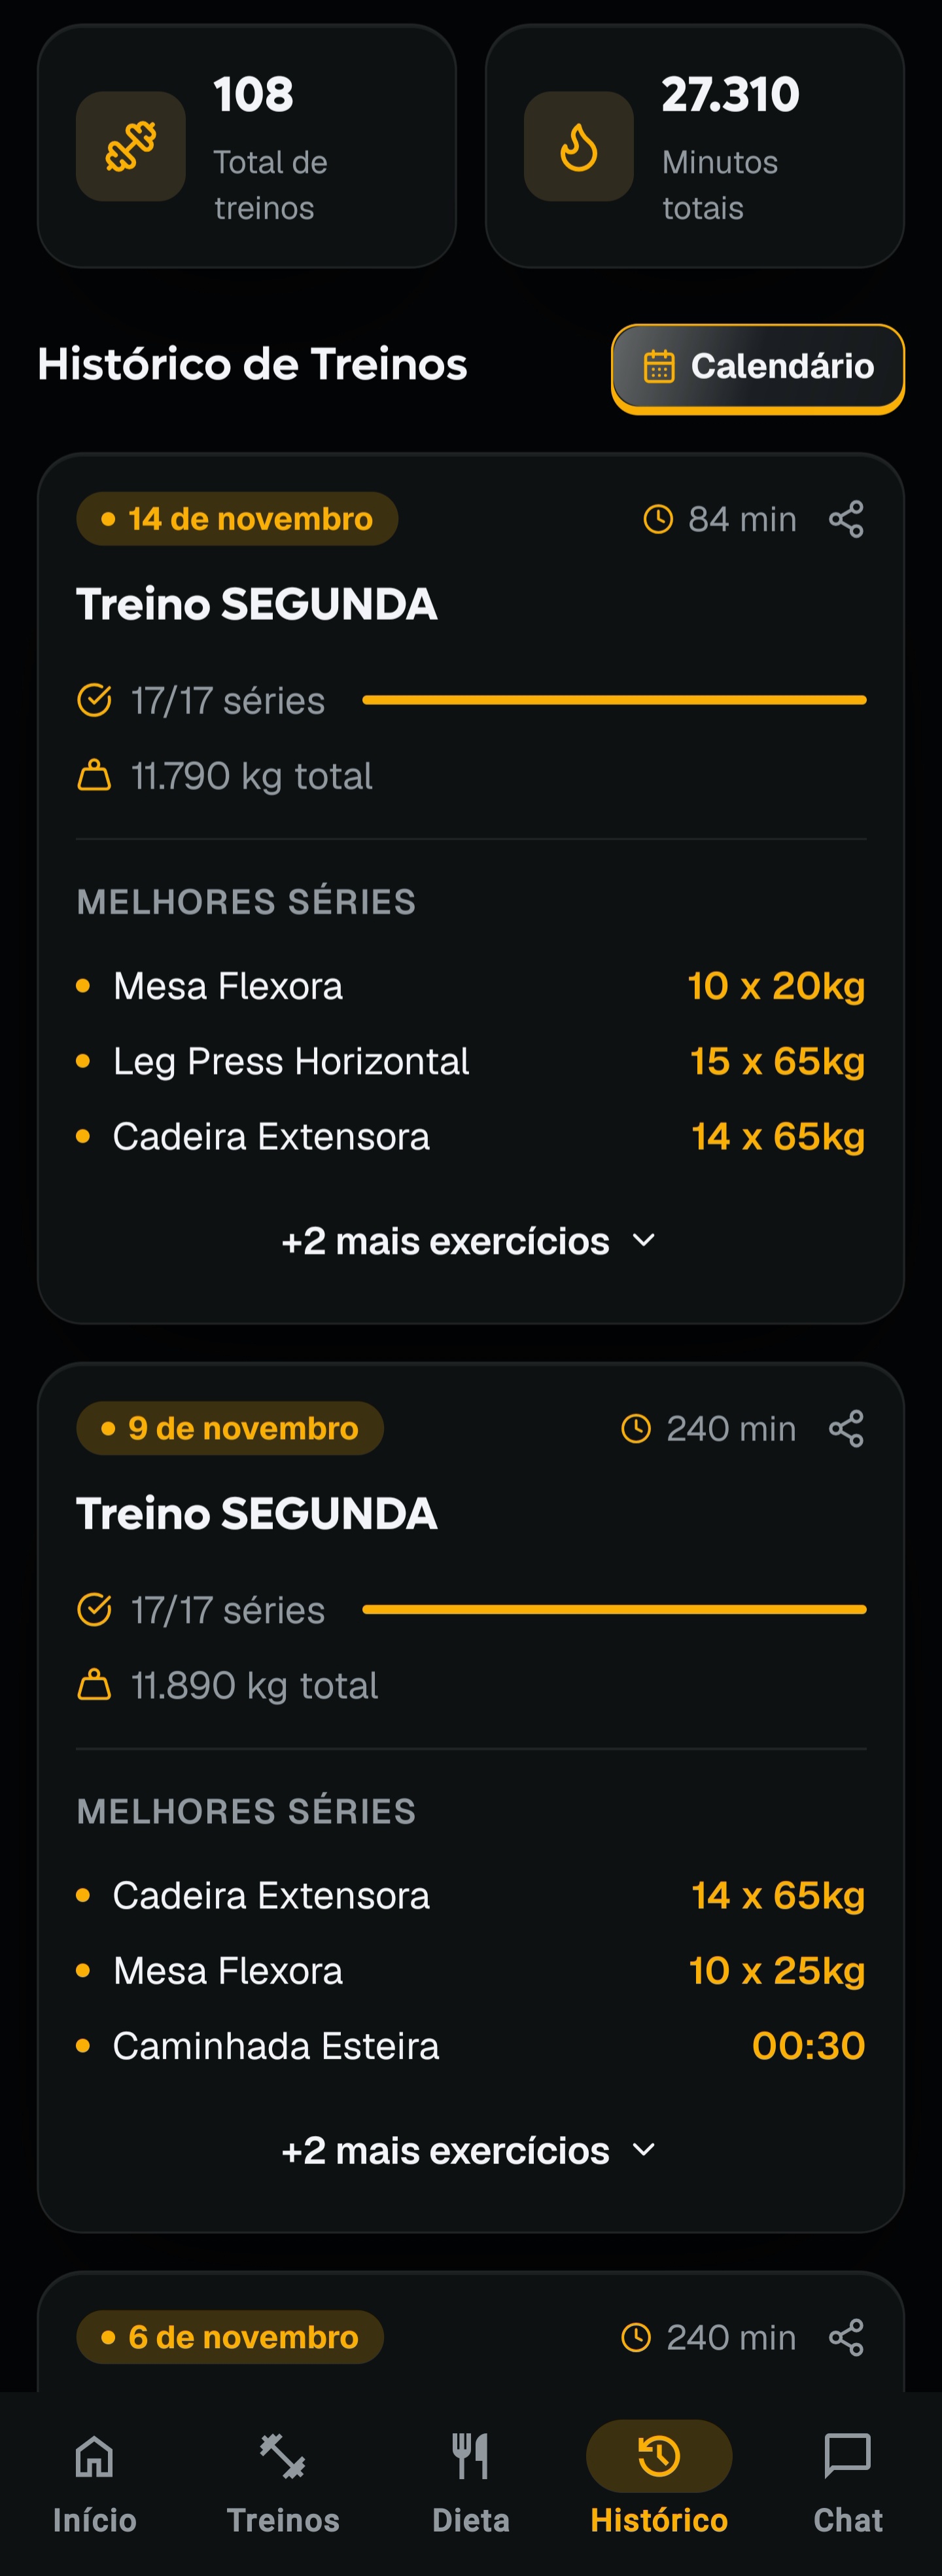 108
Total de
treinos
27.310
Minutos
totais
Histórico de Treinos
Calendário
14 de novembro
84 min
Treino SEGUNDA
17/17 séries
11.790 kg total
MELHORES SÉRIES
Mesa Flexora 10 x 20kg
Leg Press Horizontal 15 x 65kg
Cadeira Extensora 14 x 65kg
+2 mais exercícios
9 de novembro
240 min
Treino SEGUNDA
17/17 séries
11.890 kg total
MELHORES SÉRIES
Cadeira Extensora 14 x 65kg
Mesa Flexora 10 x 25kg
Caminhada Esteira 00:30
+2 mais exercícios
6 de novembro
240 min
Início Treinos Dieta Histórico Chat